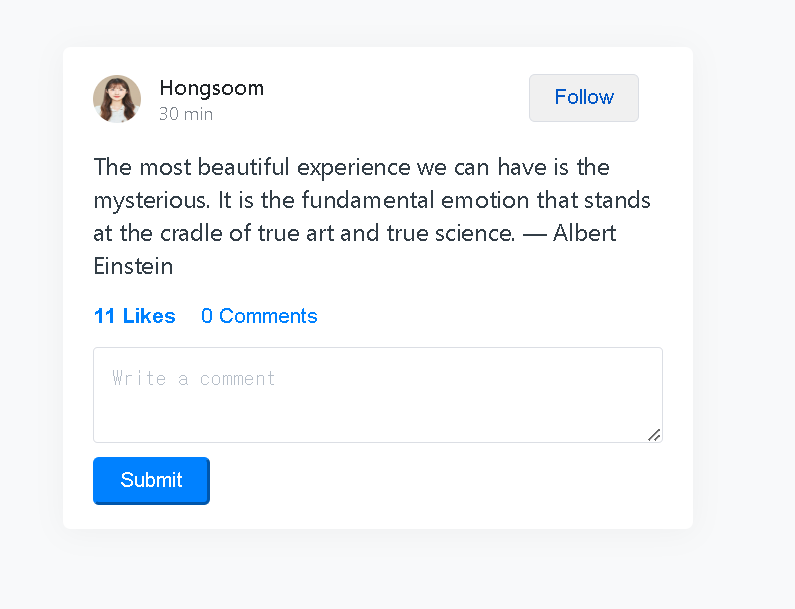 Hongsoom
30 min
Follow
The most beautiful experience we can have is the
mysterious. It is the fundamental emotion that stands
at the cradle of true art and true science. — Albert
Einstein
11 Likes 0 Comments
Write a comment
Submit